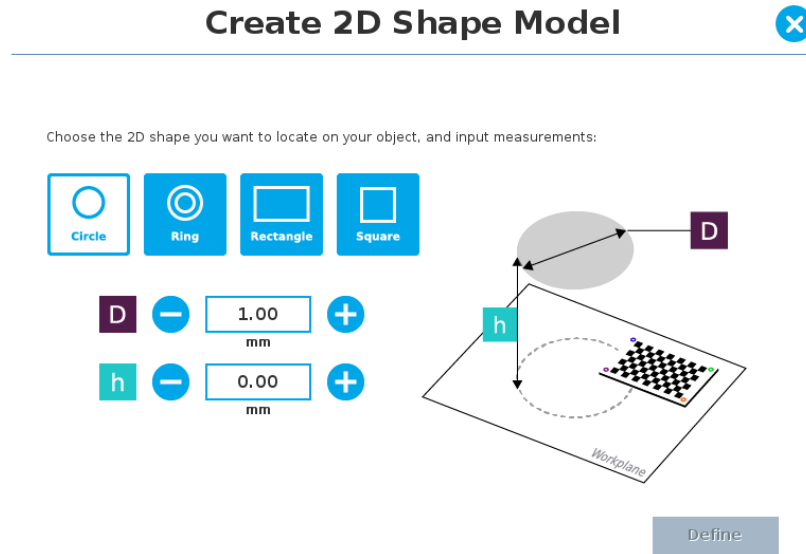 Create 2D Shape Model
Choose the 2D shape you want to locate on your object, and input measurements:
Circle
Ring
Rectangle
Square
D
1.00
mm
h
0.00
mm
D
h
Workplane
Define